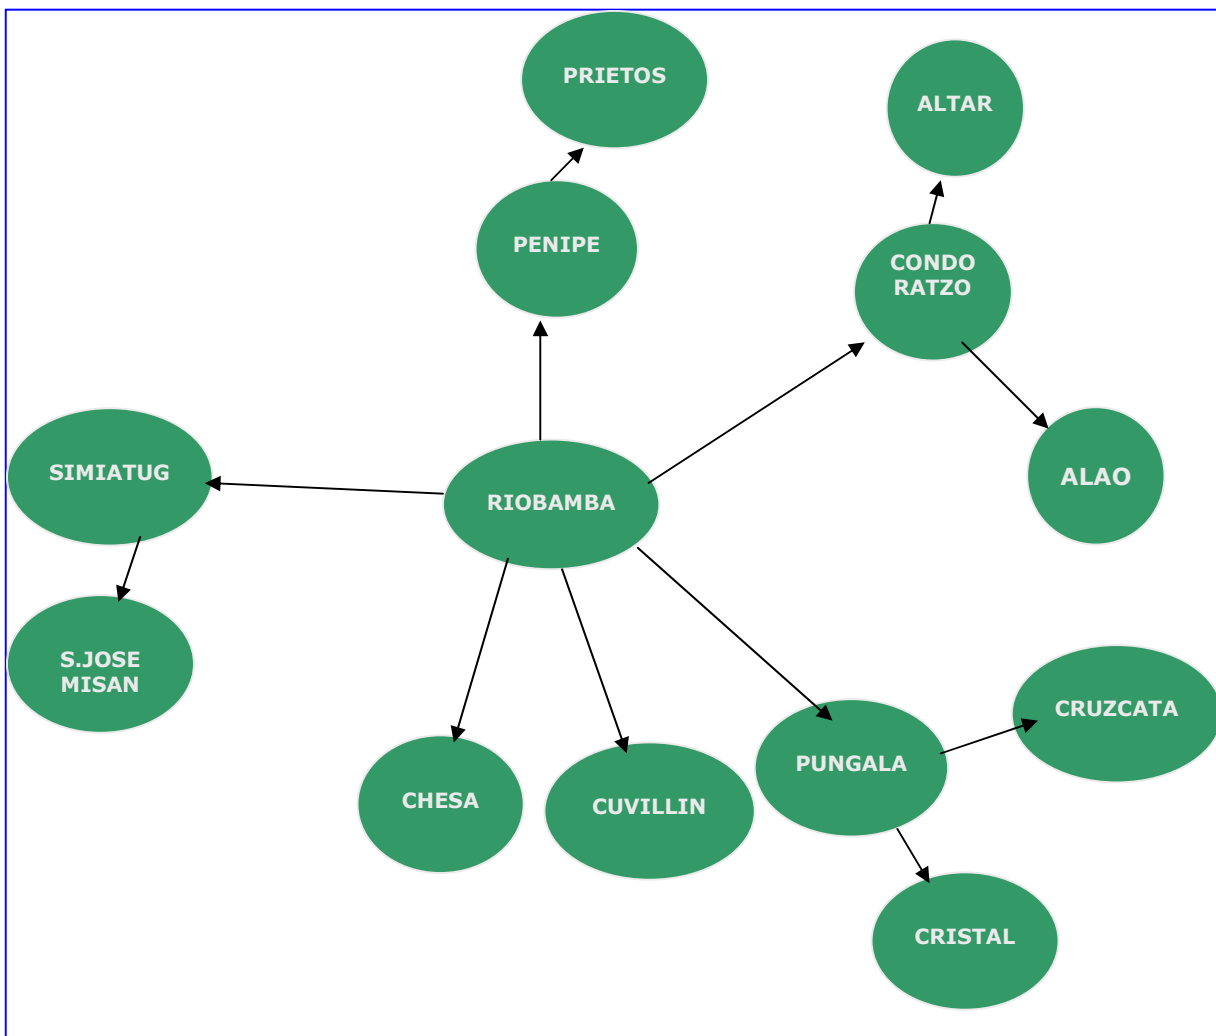 PRIETOS
ALTAR
PENIPE
CONDO
RATZO
SIMIATUG
RIOBAMBA
ALAO
S.JOSE
MISAN
CRUZCATA
PUNGALA
CHESA
CUVILLIN
CRISTAL